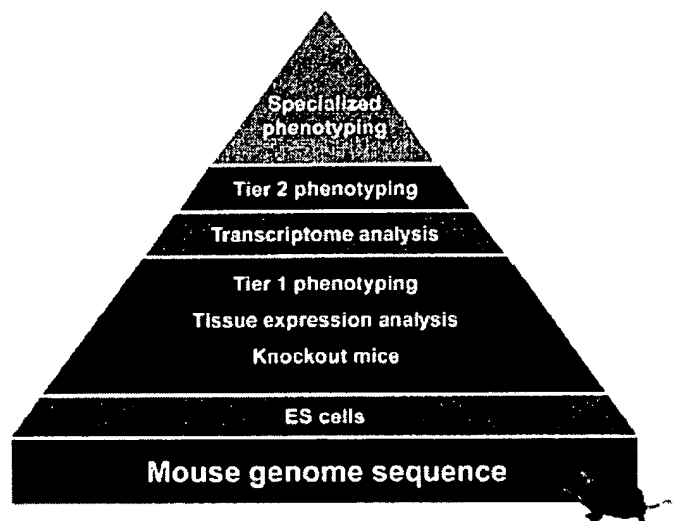 Specialized
phenotyping
Tier 2 phenotyping
Transcriptome analysis
Tier 1 phenotyping
Tissue expression analysis
Knockout mice
ES cells
Mouse genome sequence